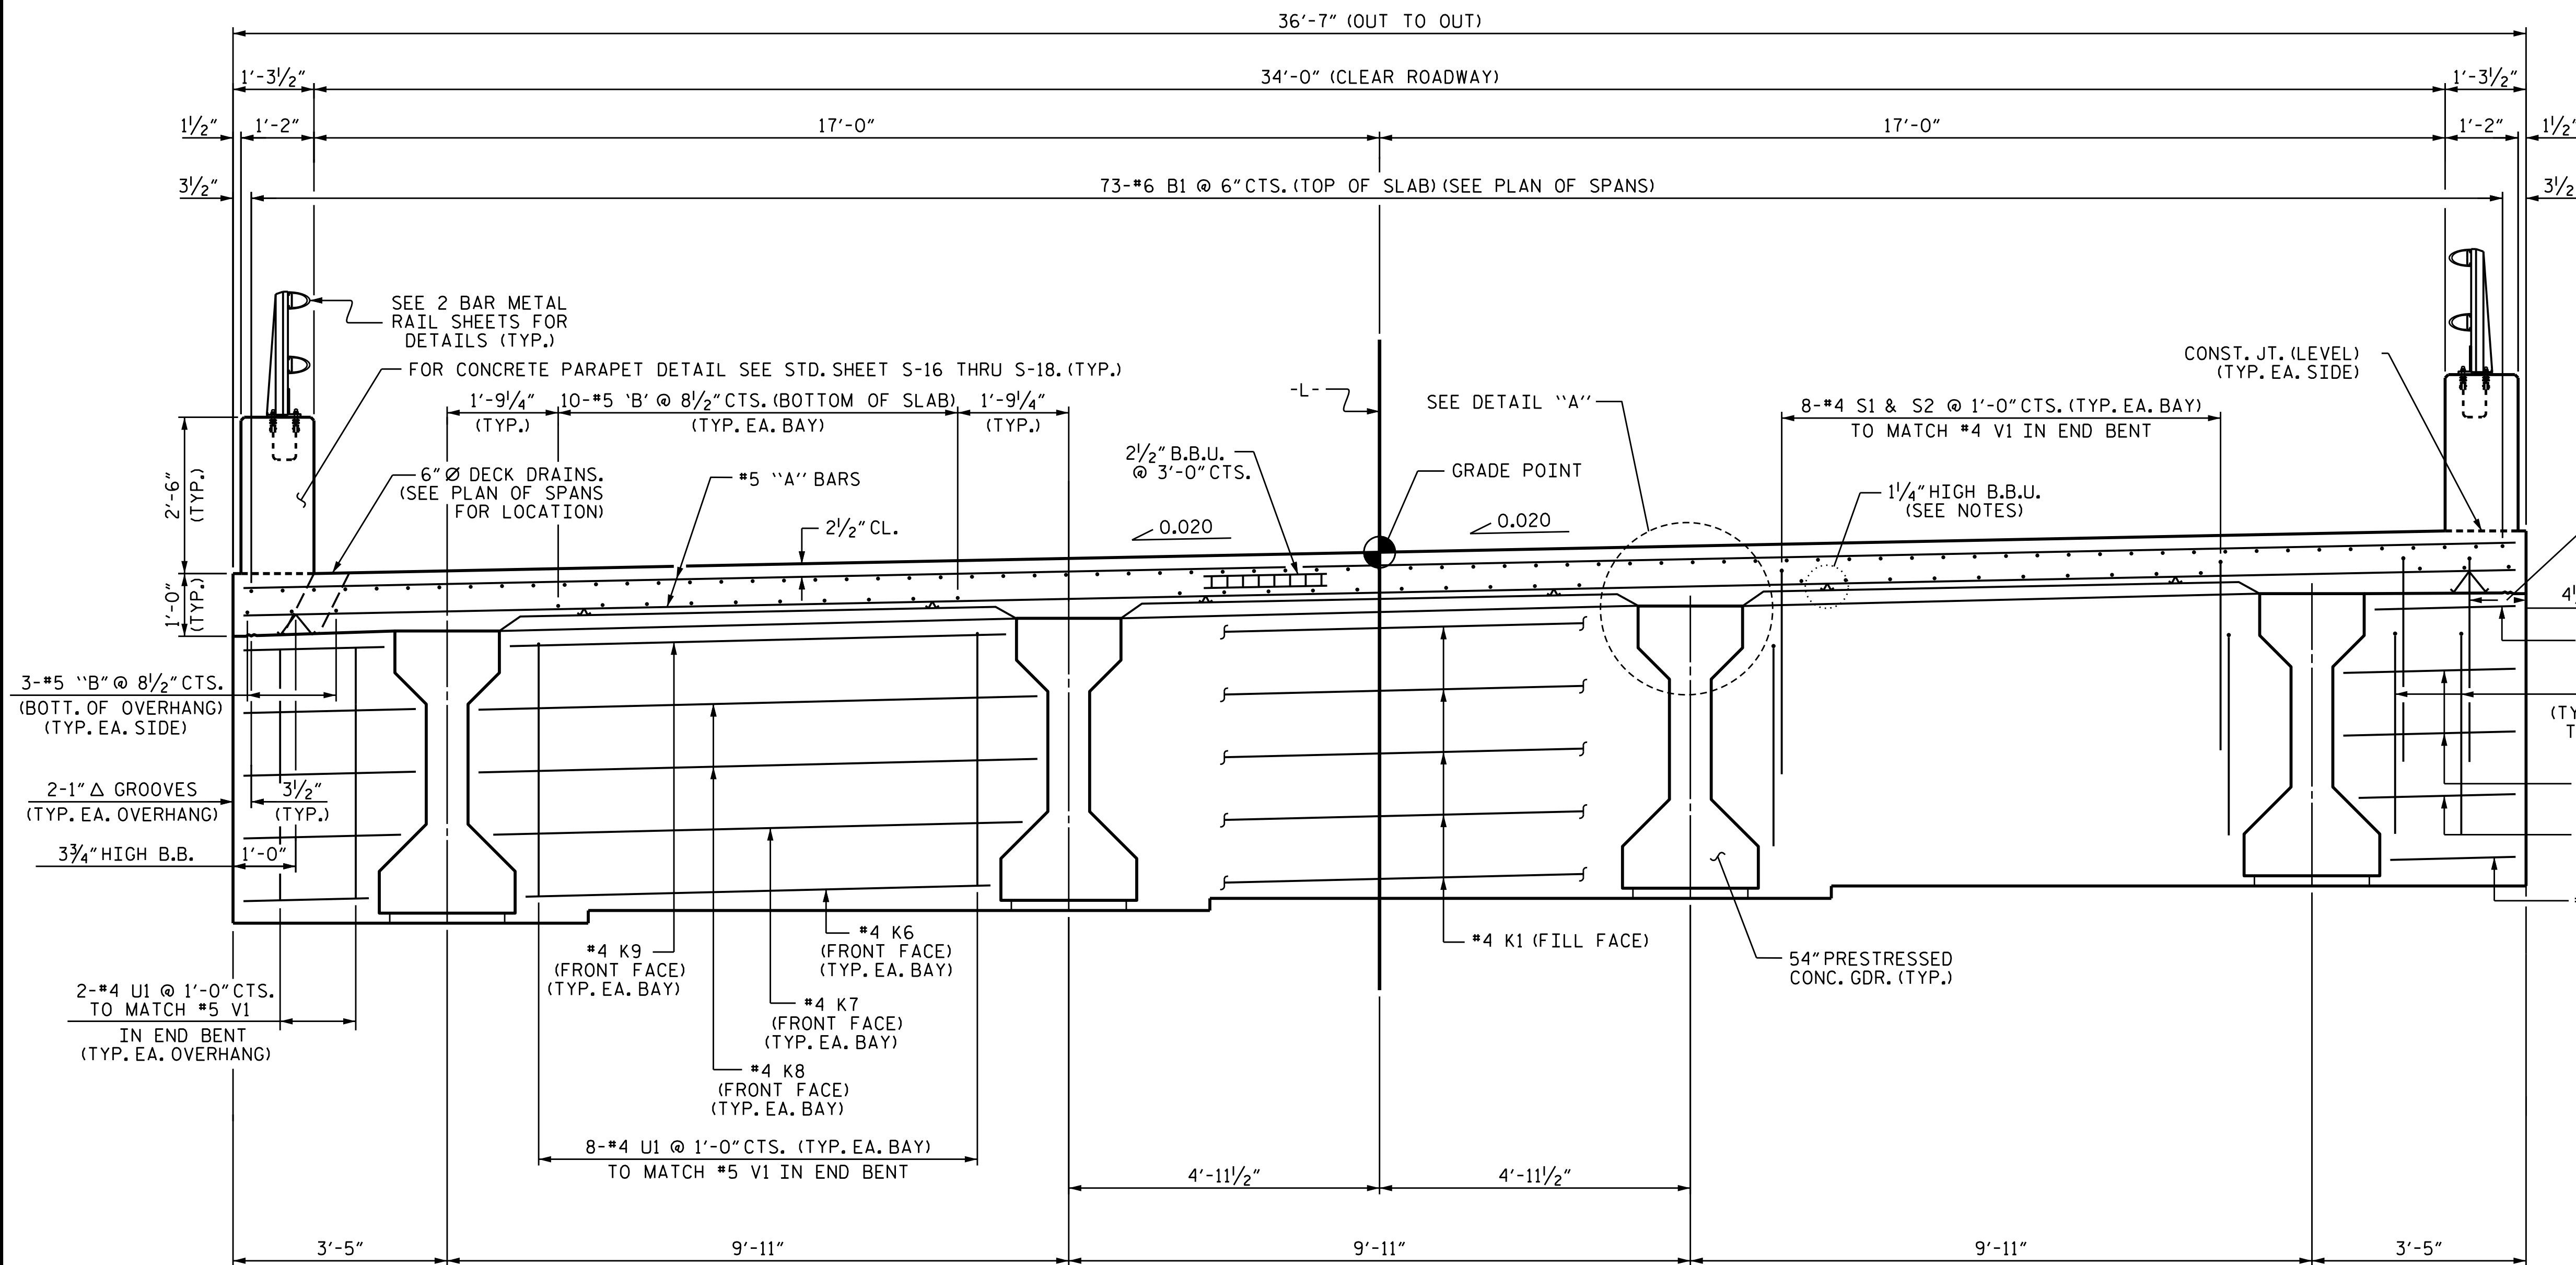 36'-7" (OUT TO OUT)
1'-3½"
34'-0" (CLEAR ROADWAY)
1'-3½"
1½"
1'-2"
17'-0"
17'-0"
1'-2"
1½"
3½"
73-#6 B1 @ 6" CTS. (TOP OF SLAB) (SEE PLAN OF SPANS)
3½
SEE 2 BAR METAL
RAIL SHEETS FOR
DETAILS (TYP.)
FOR CONCRETE PARAPET DETAIL SEE STD. SHEET S-16 THRU S-18. (TYP.)
1'-9¼"
(TYP.)
10-#5 'B' @ 8½" CTS. (BOTTOM OF SLAB)
(TYP. EA. BAY)
1'-9¼"
(TYP.)
-L-
SEE DETAIL "A"
CONST. JT. (LEVEL)
(TYP. EA. SIDE)
8-#4 S1 & S2 @ 1'-0" CTS. (TYP. EA. BAY)
TO MATCH #4 V1 IN END BENT
2'-6"
(TYP.)
6" Ø DECK DRAINS.
(SEE PLAN OF SPANS
FOR LOCATION)
#5 "A" BARS
2½" CL.
2½" B.B.U.
@ 3'-0" CTS.
GRADE POINT
0.020
0.020
1¼" HIGH B.B.U.
(SEE NOTES)
1'-0"
(TYP.)
3-#5 "B" @ 8½" CTS.
(BOTT. OF OVERHANG)
(TYP. EA. SIDE)
2-1" △ GROOVES
(TYP. EA. OVERHANG)
3½"
(TYP.)
3¾" HIGH B.B.
1'-0"
2-#4 U1 @ 1'-0" CTS.
TO MATCH #5 V1
IN END BENT
(TYP. EA. OVERHANG)
#4 K9
(FRONT FACE)
(TYP. EA. BAY)
#4 K6
(FRONT FACE)
(TYP. EA. BAY)
#4 K7
(FRONT FACE)
(TYP. EA. BAY)
#4 K8
(FRONT FACE)
(TYP. EA. BAY)
#4 K1 (FILL FACE)
54" PRESTRESSED
CONC. GDR. (TYP.)
8-#4 U1 @ 1'-0" CTS. (TYP. EA. BAY)
TO MATCH #5 V1 IN END BENT
4'-11½"
4'-11½"
3'-5"
9'-11"
9'-11"
9'-11"
3'-5"